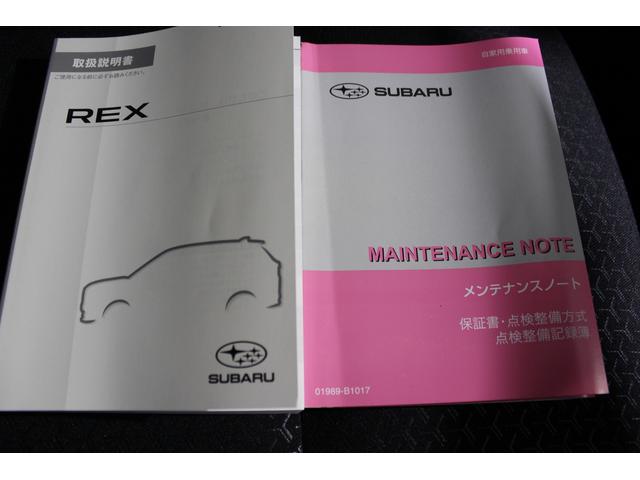 取扱説明書
ご使用になる前に必ずお読みください。
REX
SUBARU
自家用乗用車
SUBARU
MAINTENANCE NOTE
メンテナンスノート
保証書・点検整備方式
点検整備記録簿
01989-B1017